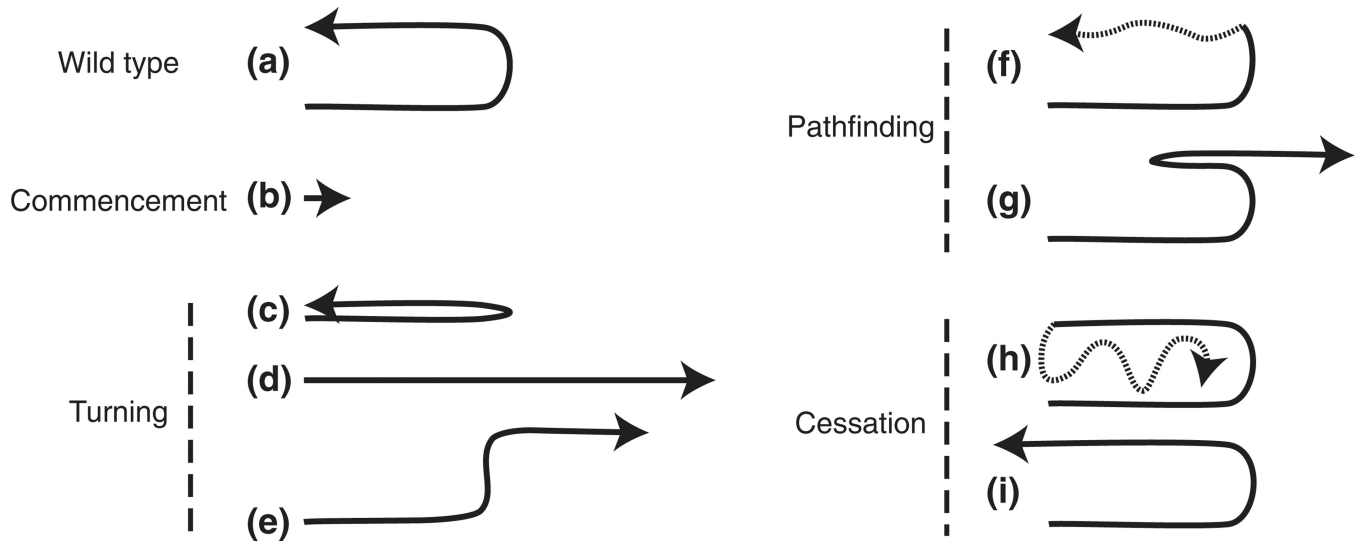 Wild type (a)
Commencement (b)
(c)
(d)
Turning
(e)
(f)
Pathfinding
(g)
(h)
Cessation
(i)